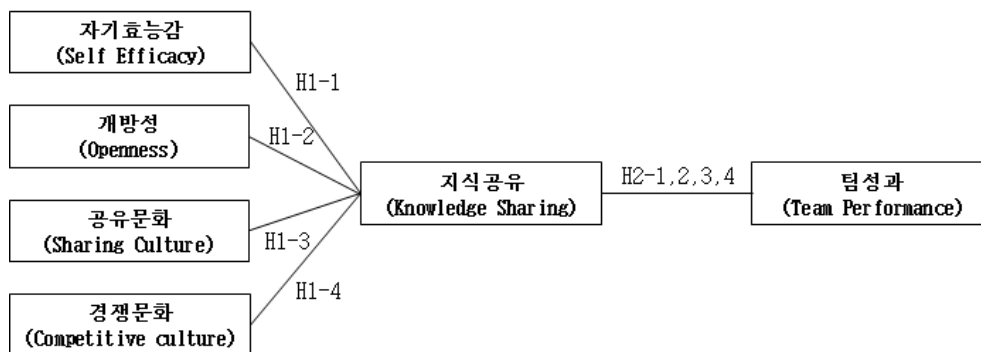 자기효능감
(Self Efficacy)
H1-1
개방성
(Openness)
H1-2
지식공유
(Knowledge Sharing)
H2-1,2,3,4
팀성과
(Team Performance)
공유문화
(Sharing Culture)
H1-3
H1-4
경쟁문화
(Competitive culture)